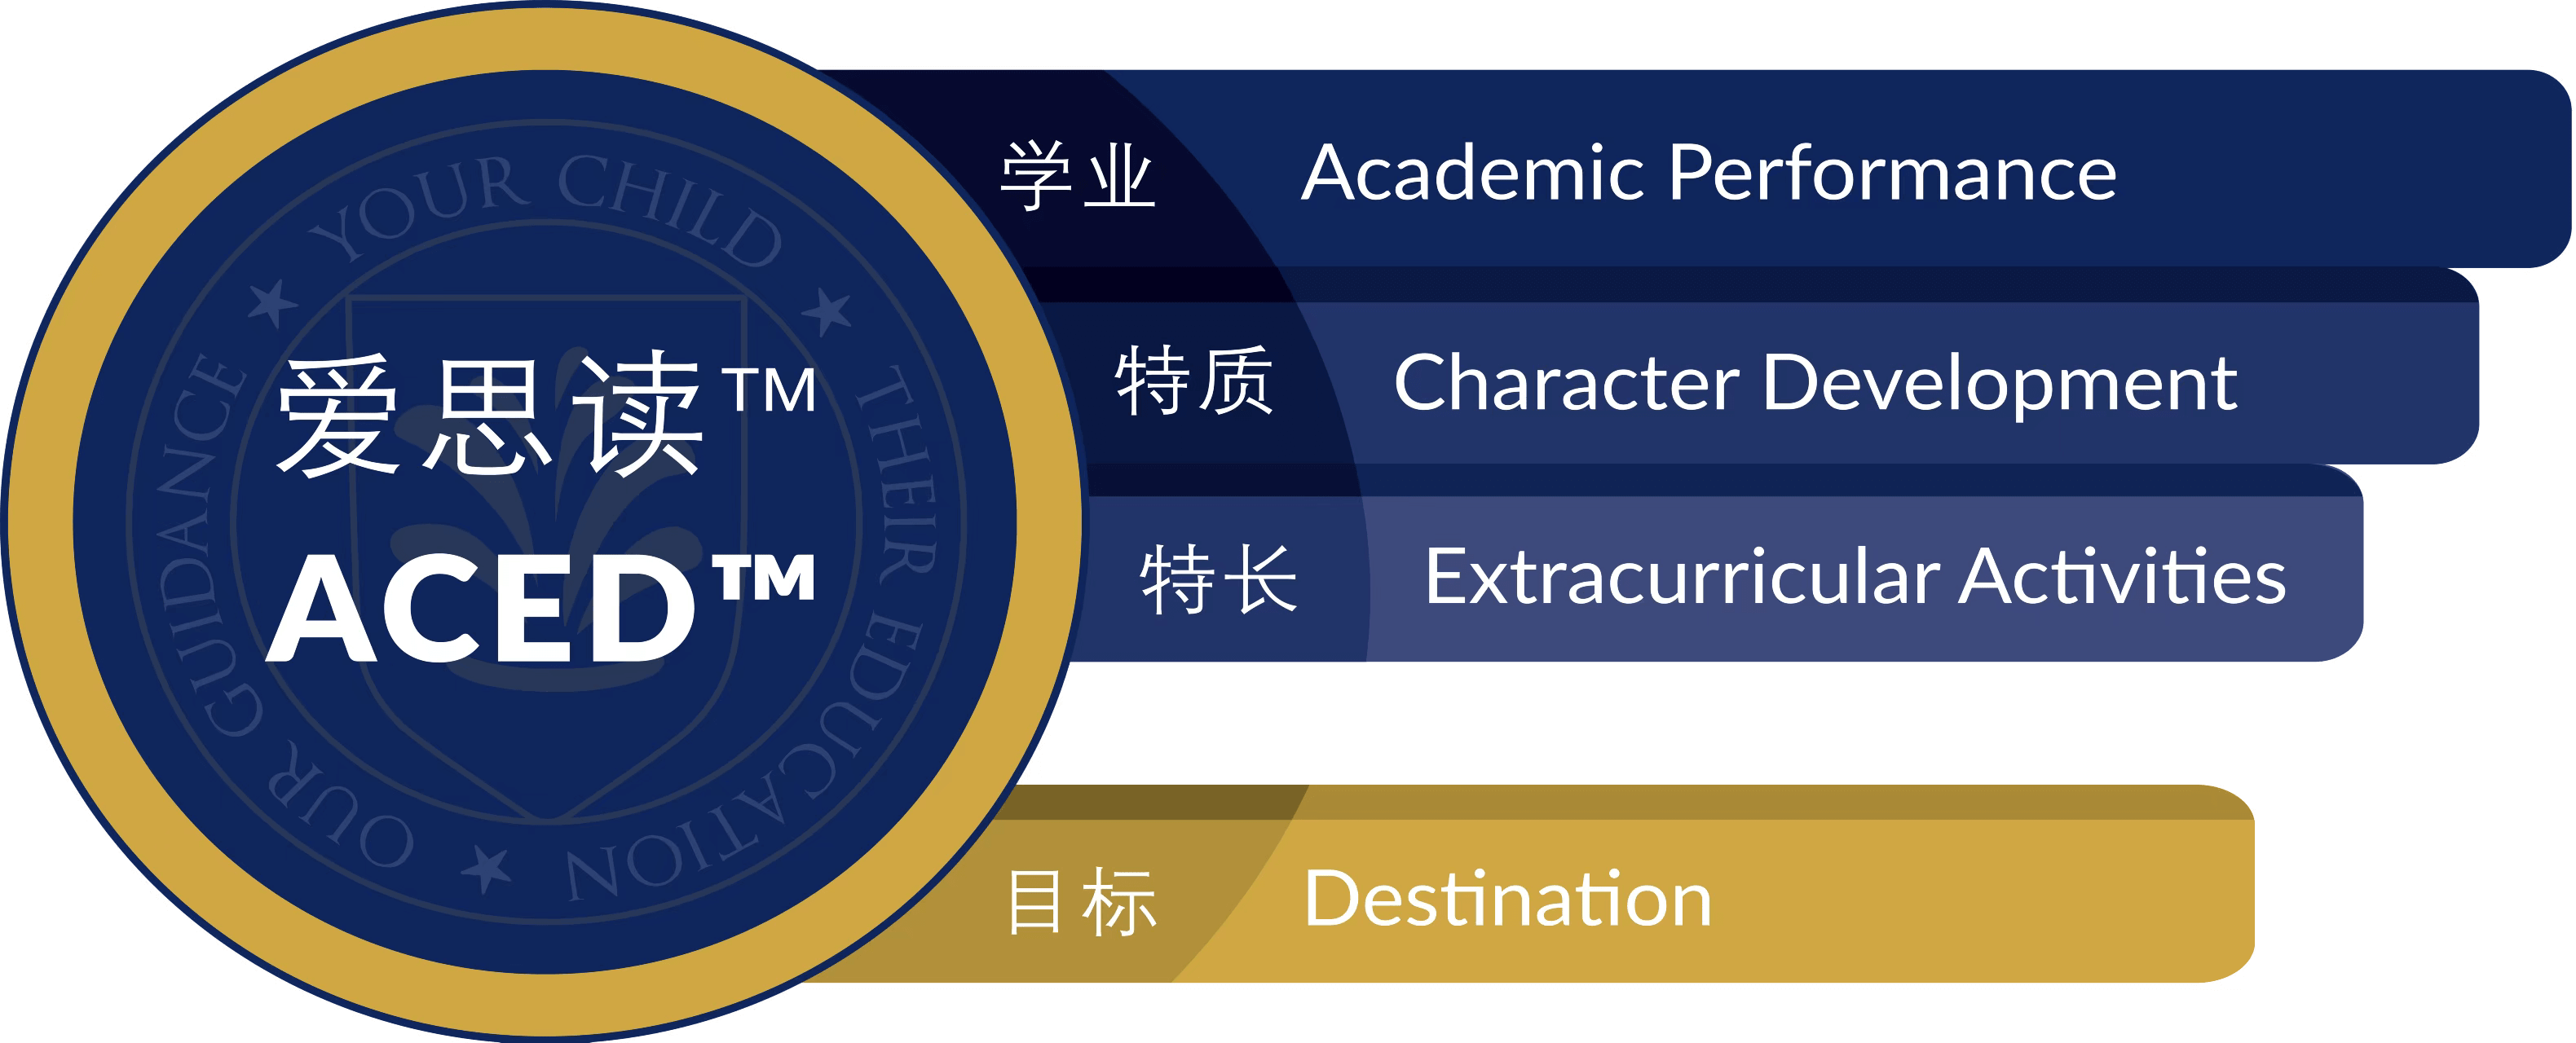 YOUR CHILD ★ THEIR EDUCATION ★ OUR GUIDANCE ★
爱思读™
ACED™
学业 Academic Performance
特质 Character Development
特长 Extracurricular Activities
目标 Destination